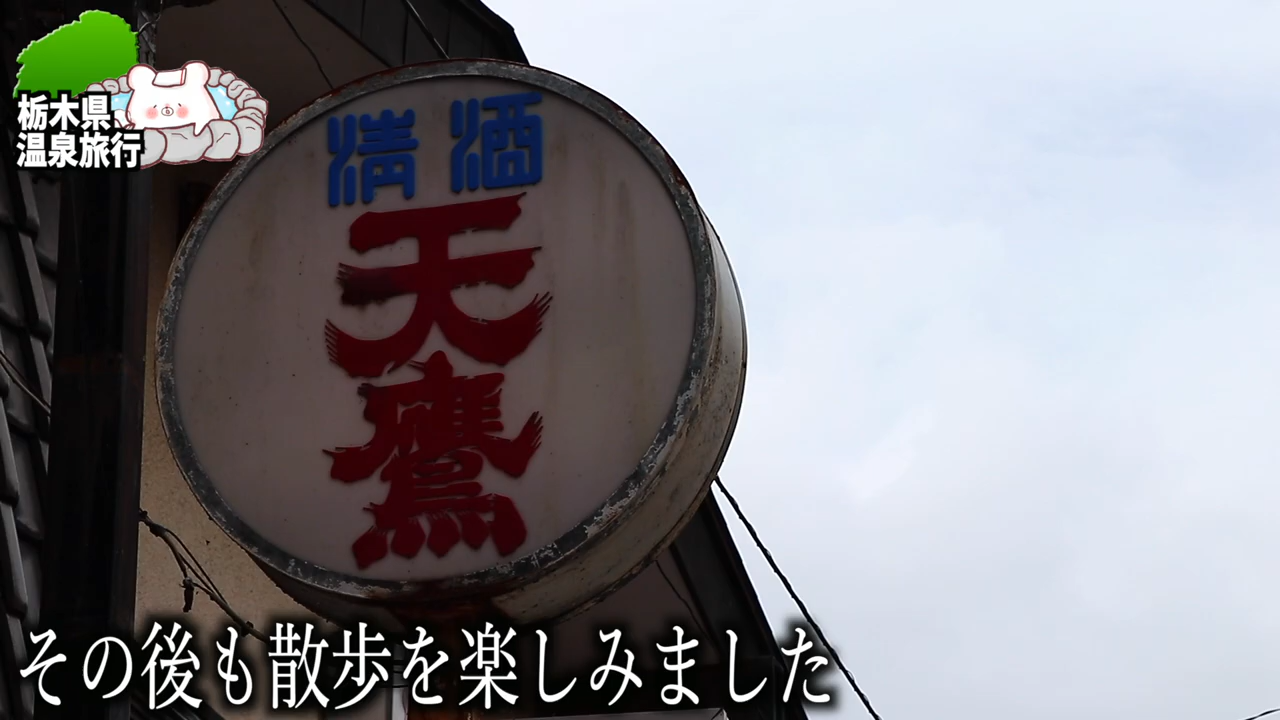 栃木県
温泉旅行
清酒
天鷹
その後も散歩を楽しみました